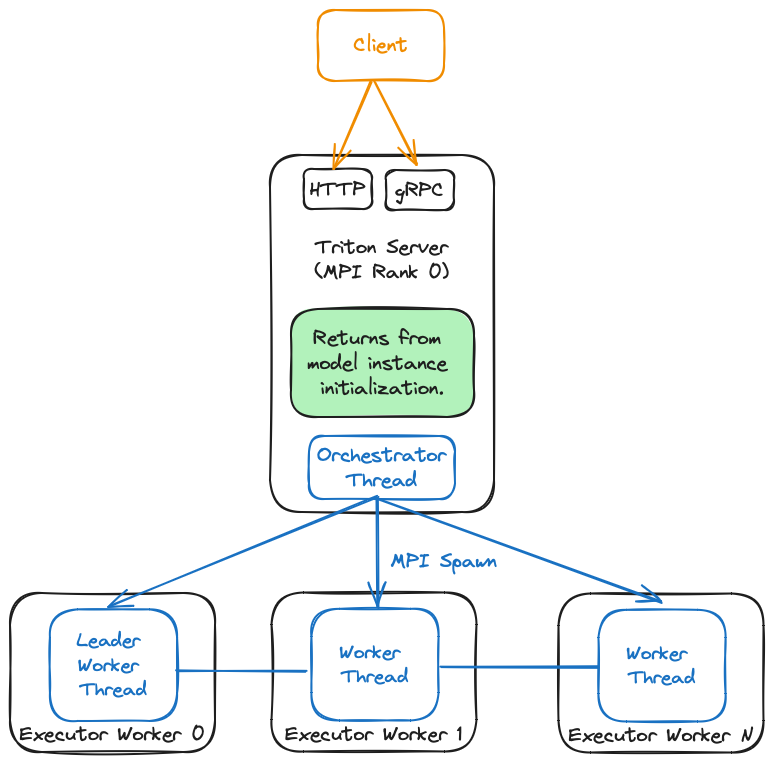 Client
HTTP
gRPC
Triton Server
(MPI Rank 0)
Returns from
model instance
initialization.
Orchestrator
Thread
MPI Spawn
Leader
Worker
Thread
Executor Worker 0
Worker
Thread
Executor Worker 1
Worker
Thread
Executor Worker N